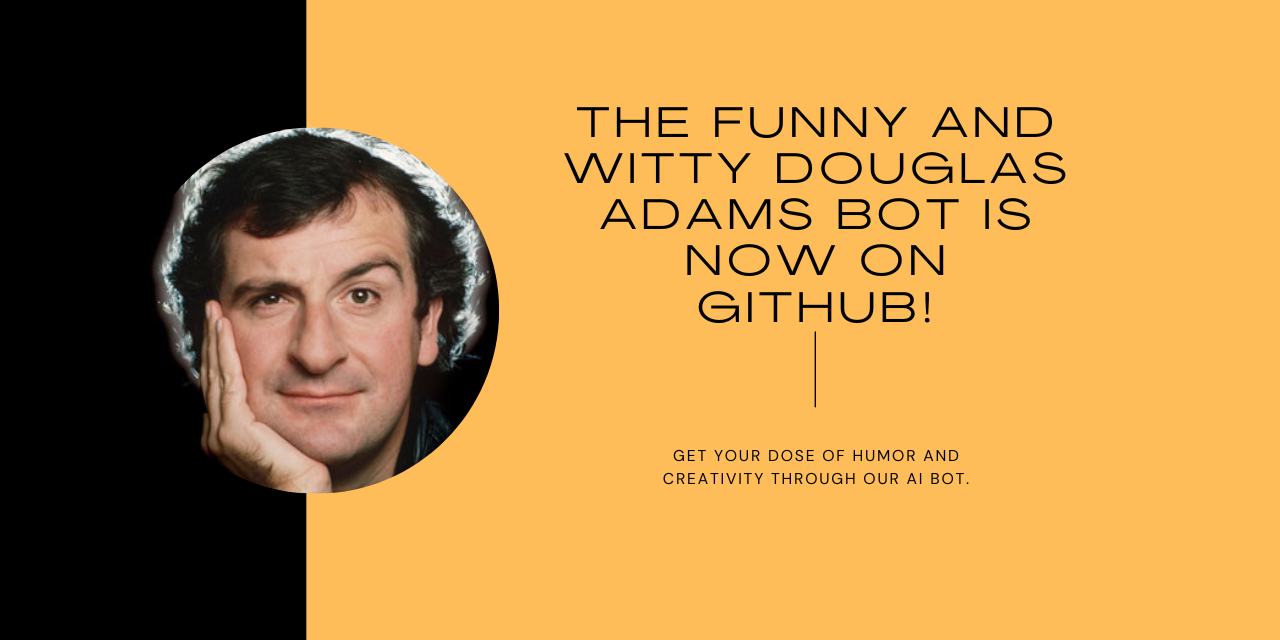 THE FUNNY AND
WITTY DOUGLAS
ADAMS BOT IS
NOW ON
GITHUB!
GET YOUR DOSE OF HUMOR AND
CREATIVITY THROUGH OUR AI BOT.